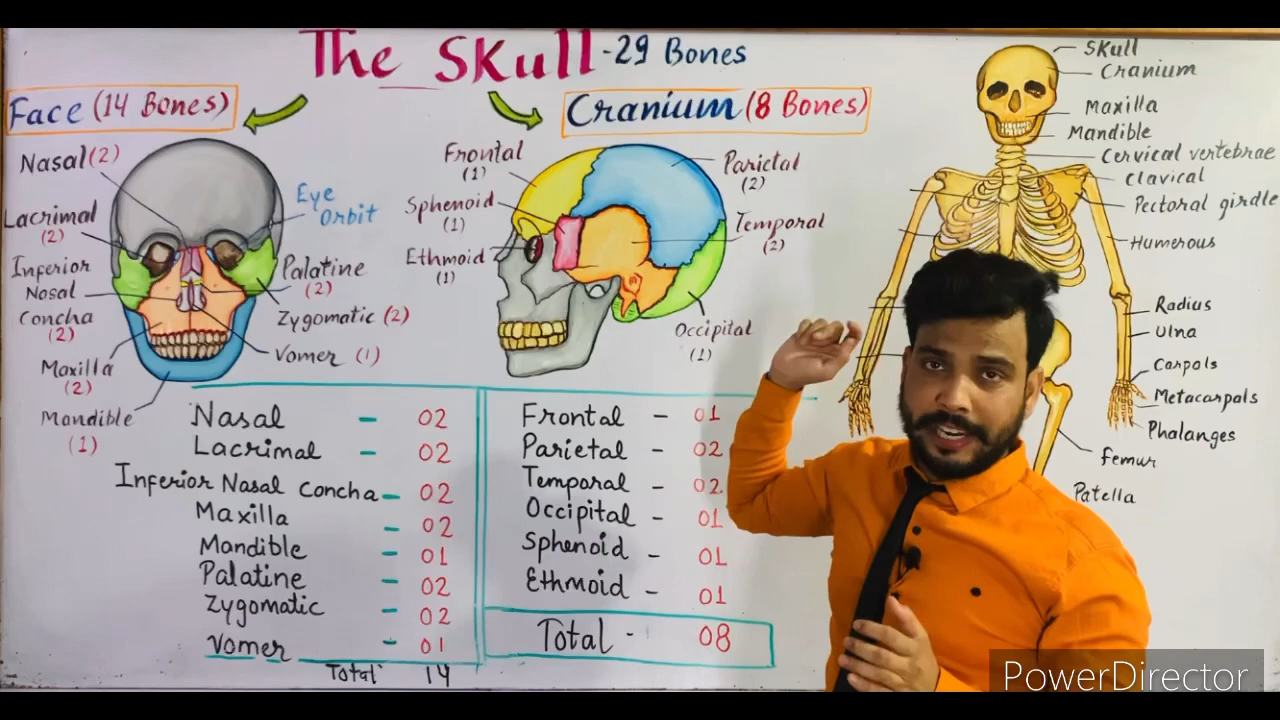 The Skull - 29 Bones
Face (14 Bones)
Cranium (8 Bones)
Nasal (2)
Lacrimal
(2)
Inferior
Nasal
Concha
(2)
Maxilla
(2)
Mandible
(1)
Eye
Orbit
Palatine
(2)
Zygomatic (2)
Vomer (1)
Frontal
(1)
Sphenoid
(1)
Ethmoid
(1)
Parietal
(2)
Temporal
(2)
Occipital
(1)
Skull
Cranium
Maxilla
Mandible
Cervical vertebrae
Clavical
Pectoral girdle
Humerous
Radius
Ulna
Carpols
Metacarpals
Phalanges
femur
Patella
Nasal - 02
Lacrimal - 02
Inferior Nasal Concha - 02
Maxilla - 02
Mandible - 01
Palatine - 02
Zygomatic - 02
Vomer - 01
Total 14
Frontal - 01
Parietal - 02
Temporal - 02
Occipital - 01
Sphenoid - 01
Ethmoid - 01
Total - 08
PowerDirector